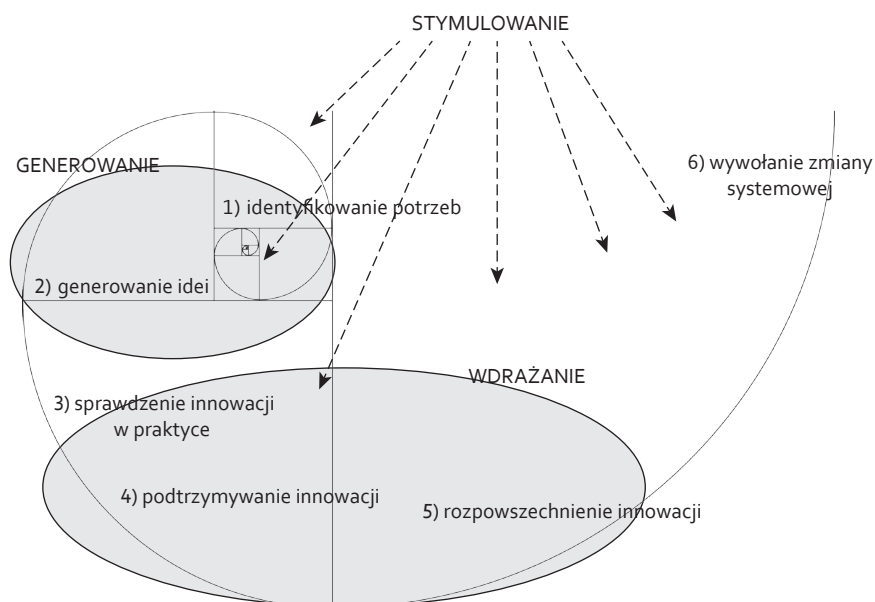 STYMULOWANIE
GENEROWANIE
6) wywołanie zmiany
systemowej
1) identyfikowanie potrzeb
2) generowanie idei
WDRAŻANIE
3) sprawdzenie innowacji
w praktyce
4) podtrzymywanie innowacji
5) rozpowszechnienie innowacji